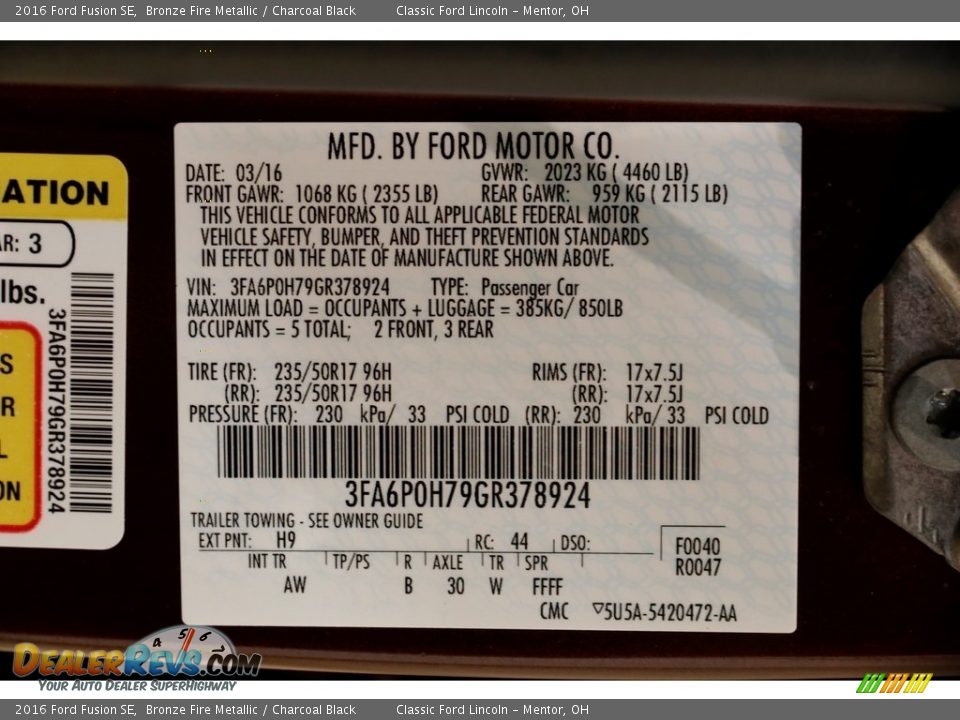 2016 Ford Fusion SE, Bronze Fire Metallic / Charcoal Black Classic Ford Lincoln – Mentor, OH
ATION
AR: 3
lbs.
S
R
L
ON
3FA6P0H79GR378924
MFD. BY FORD MOTOR CO.
DATE: 03/16 GVWR: 2023 KG ( 4460 LB)
FRONT GAWR: 1068 KG ( 2355 LB) REAR GAWR: 959 KG ( 2115 LB)
THIS VEHICLE CONFORMS TO ALL APPLICABLE FEDERAL MOTOR
VEHICLE SAFETY, BUMPER, AND THEFT PREVENTION STANDARDS
IN EFFECT ON THE DATE OF MANUFACTURE SHOWN ABOVE.
VIN: 3FA6P0H79GR378924 TYPE: Passenger Car
MAXIMUM LOAD = OCCUPANTS + LUGGAGE = 385KG/ 850LB
OCCUPANTS = 5 TOTAL; 2 FRONT, 3 REAR
TIRE (FR): 235/50R17 96H RIMS (FR): 17x7.5J
(RR): 235/50R17 96H (RR): 17x7.5J
PRESSURE (FR): 230 kPa/ 33 PSI COLD (RR): 230 kPa/ 33 PSI COLD
3FA6P0H79GR378924
TRAILER TOWING - SEE OWNER GUIDE
EXT PNT: H9 RC: 44 DSO: F0040
R0047
INT TR TP/PS R AXLE TR SPR
AW B 30 W FFFF
CMC ▽5U5A-5420472-AA
4 5 6
DEALERREVS.COM
YOUR AUTO DEALER SUPERHIGHWAY
2016 Ford Fusion SE, Bronze Fire Metallic / Charcoal Black Classic Ford Lincoln – Mentor, OH